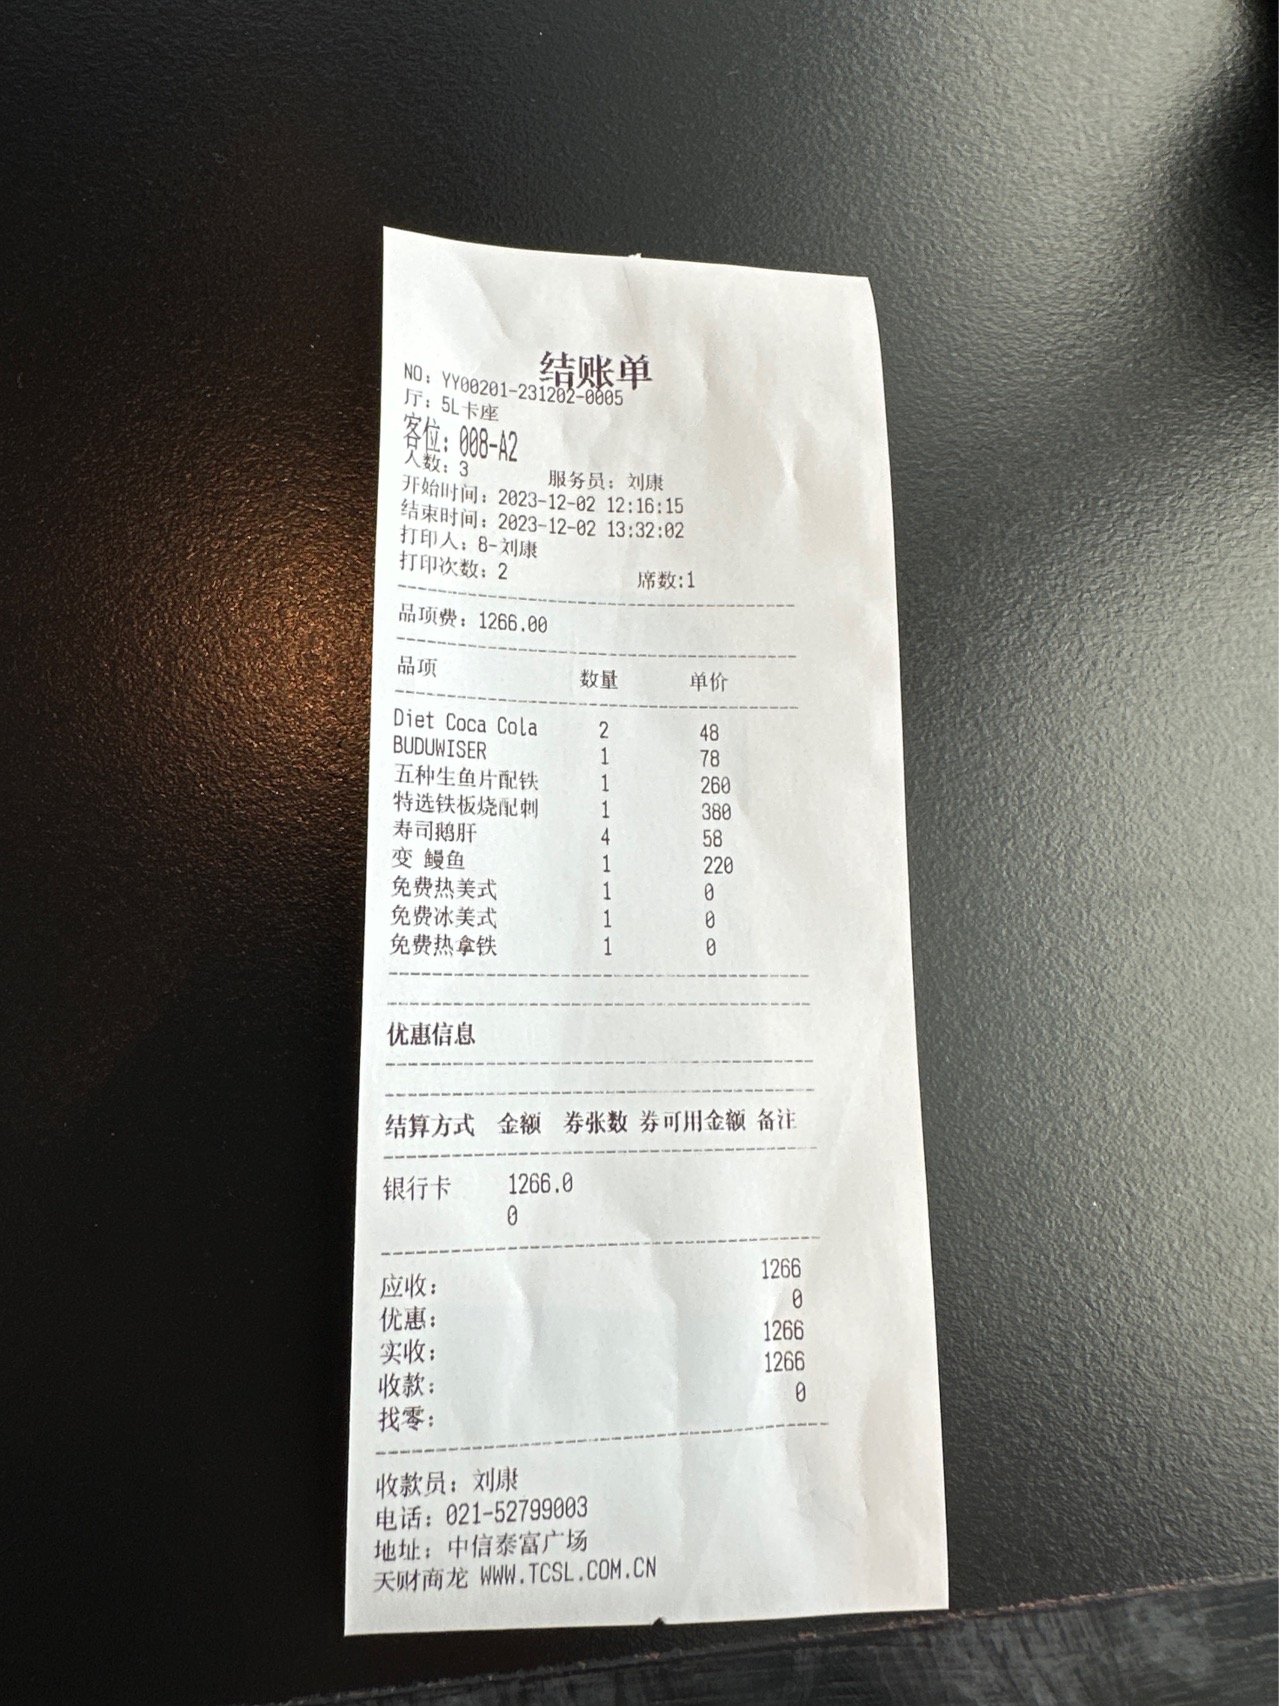 结账单
NO: YY00201-231202-0005
厅: 5L卡座
客位: 008-A2
人数: 3 服务员: 刘康
开始时间: 2023-12-02 12:16:15
结束时间: 2023-12-02 13:32:02
打印人: 8-刘康
打印次数: 2 席数:1
品项费: 1266.00
品项 数量 单价
Diet Coca Cola 2 48
BUDUWISER 1 78
五种生鱼片配铁 1 260
特选铁板烧配刺 1 380
寿司鹅肝 4 58
变 鳗鱼 1 220
免费热美式 1 0
免费冰美式 1 0
免费热拿铁 1 0
优惠信息
结算方式 金额 券张数 券可用金额 备注
银行卡 1266.0
0
应收: 1266
优惠: 0
实收: 1266
收款: 1266
找零: 0
收款员: 刘康
电话: 021-52799003
地址: 中信泰富广场
天财商龙 WWW.TCSL.COM.CN